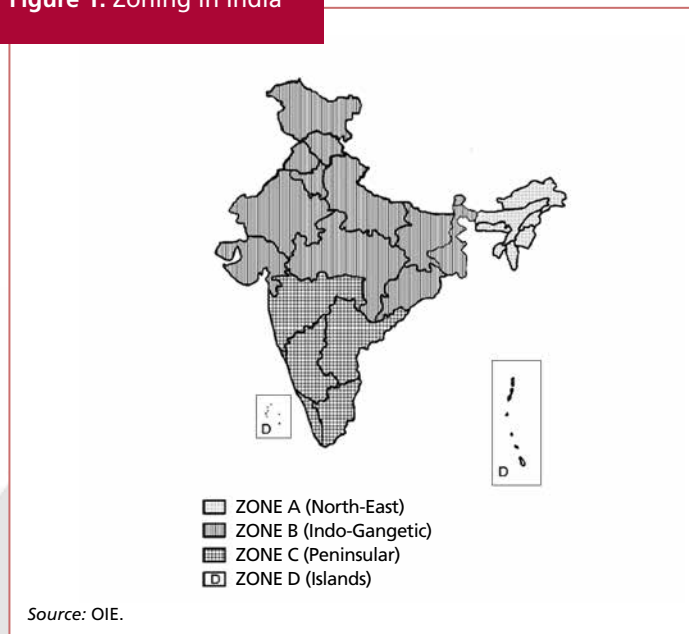 Figure 1. Zoning in India
D
D
ZONE A (North-East)
ZONE B (Indo-Gangetic)
ZONE C (Peninsular)
D ZONE D (Islands)
Source: OIE.